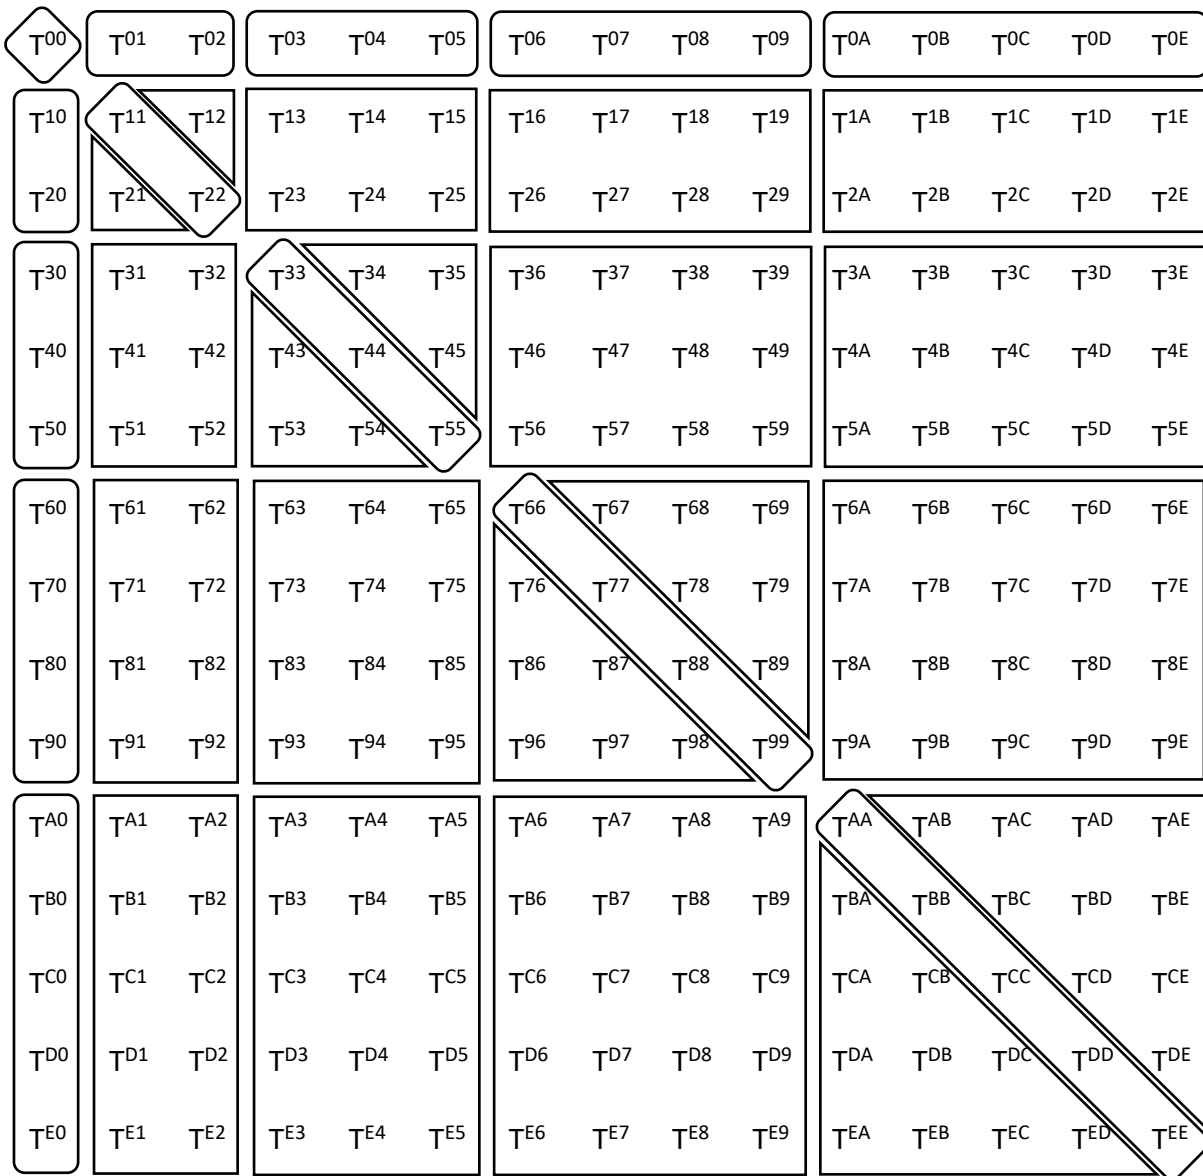 T00 T01 T02 T03 T04 T05 T06 T07 T08 T09 T0A T0B T0C T0D T0E
T10 T11 T12 T13 T14 T15 T16 T17 T18 T19 T1A T1B T1C T1D T1E
T20 T21 T22 T23 T24 T25 T26 T27 T28 T29 T2A T2B T2C T2D T2E
T30 T31 T32 T33 T34 T35 T36 T37 T38 T39 T3A T3B T3C T3D T3E
T40 T41 T42 T43 T44 T45 T46 T47 T48 T49 T4A T4B T4C T4D T4E
T50 T51 T52 T53 T54 T55 T56 T57 T58 T59 T5A T5B T5C T5D T5E
T60 T61 T62 T63 T64 T65 T66 T67 T68 T69 T6A T6B T6C T6D T6E
T70 T71 T72 T73 T74 T75 T76 T77 T78 T79 T7A T7B T7C T7D T7E
T80 T81 T82 T83 T84 T85 T86 T87 T88 T89 T8A T8B T8C T8D T8E
T90 T91 T92 T93 T94 T95 T96 T97 T98 T99 T9A T9B T9C T9D T9E
TA0 TA1 TA2 TA3 TA4 TA5 TA6 TA7 TA8 TA9 TAA TAB TAC TAD TAE
TB0 TB1 TB2 TB3 TB4 TB5 TB6 TB7 TB8 TB9 TBA TBB TBC TBD TBE
TC0 TC1 TC2 TC3 TC4 TC5 TC6 TC7 TC8 TC9 TCA TCB TCC TCD TCE
TD0 TD1 TD2 TD3 TD4 TD5 TD6 TD7 TD8 TD9 TDA TDB TDC TDD TDE
TE0 TE1 TE2 TE3 TE4 TE5 TE6 TE7 TE8 TE9 TEA TEB TEC TED TEE